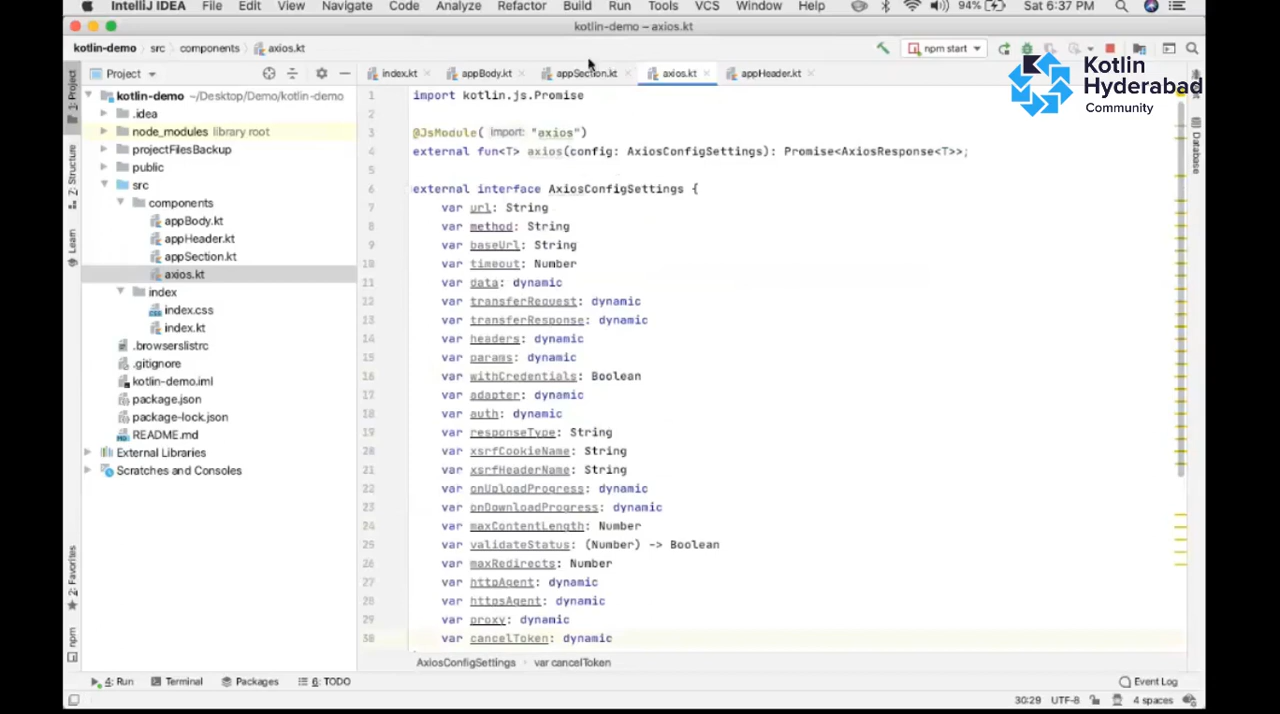 IntelliJ IDEA File Edit View Navigate Code Analyze Refactor Build Run Tools VCS Window Help 94% Sat 6:37 PM
kotlin-demo – axios.kt
kotlin-demo › src › components › axios.kt
npm start
Kotlin
Hyderabad
Community
1: Project
Project
index.kt
appBody.kt
appSection.kt
axios.kt
appHeader.kt
kotlin-demo ~/Desktop/Demo/kotlin-demo
.idea
node_modules library root
projectFilesBackup
public
src
components
appBody.kt
appHeader.kt
appSection.kt
axios.kt
index
index.css
index.kt
.browserslistrc
.gitignore
kotlin-demo.iml
package.json
package-lock.json
README.md
External Libraries
Scratches and Consoles
Z: Structure
Learn
2: Favorites
npm
Database
1 import kotlin.js.Promise
2
3 @JsModule( import: "axios")
4 external fun<T> axios(config: AxiosConfigSettings): Promise<AxiosResponse<T>>;
5
6 external interface AxiosConfigSettings {
7 var url: String
8 var method: String
9 var baseUrl: String
10 var timeout: Number
11 var data: dynamic
12 var transferRequest: dynamic
13 var transferResponse: dynamic
14 var headers: dynamic
15 var params: dynamic
16 var withCredentials: Boolean
17 var adapter: dynamic
18 var auth: dynamic
19 var responseType: String
20 var xsrfCookieName: String
21 var xsrfHeaderName: String
22 var onUploadProgress: dynamic
23 var onDownloadProgress: dynamic
24 var maxContentLength: Number
25 var validateStatus: (Number) -> Boolean
26 var maxRedirects: Number
27 var httpAgent: dynamic
28 var httpsAgent: dynamic
29 var proxy: dynamic
30 var cancelToken: dynamic
AxiosConfigSettings › var cancelToken
4: Run Terminal Packages 6: TODO Event Log
30:29 UTF-8 4 spaces